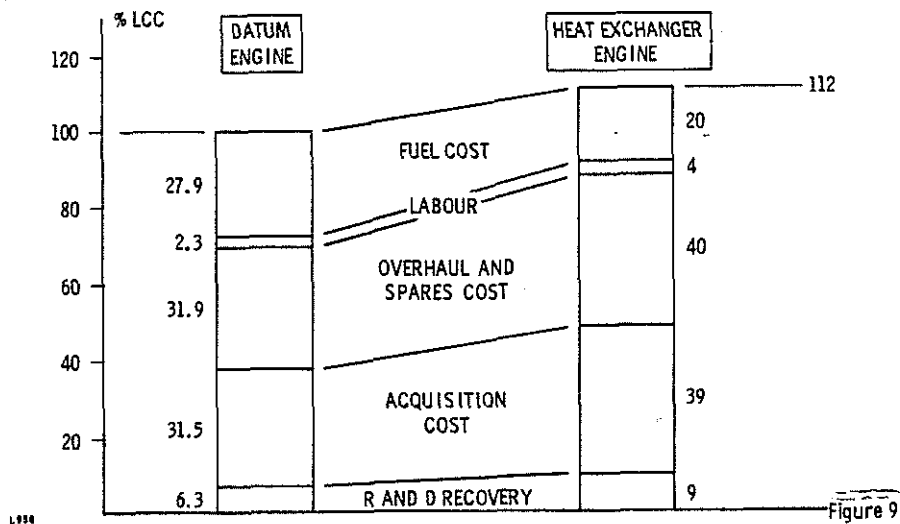 % LCC
DATUM
ENGINE
HEAT EXCHANGER
ENGINE
120
100
80
60
40
20
112
27.9
2.3
31.9
31.5
6.3
FUEL COST
LABOUR
OVERHAUL AND
SPARES COST
ACQUISITION
COST
R AND D RECOVERY
20
4
40
39
9
Figure 9